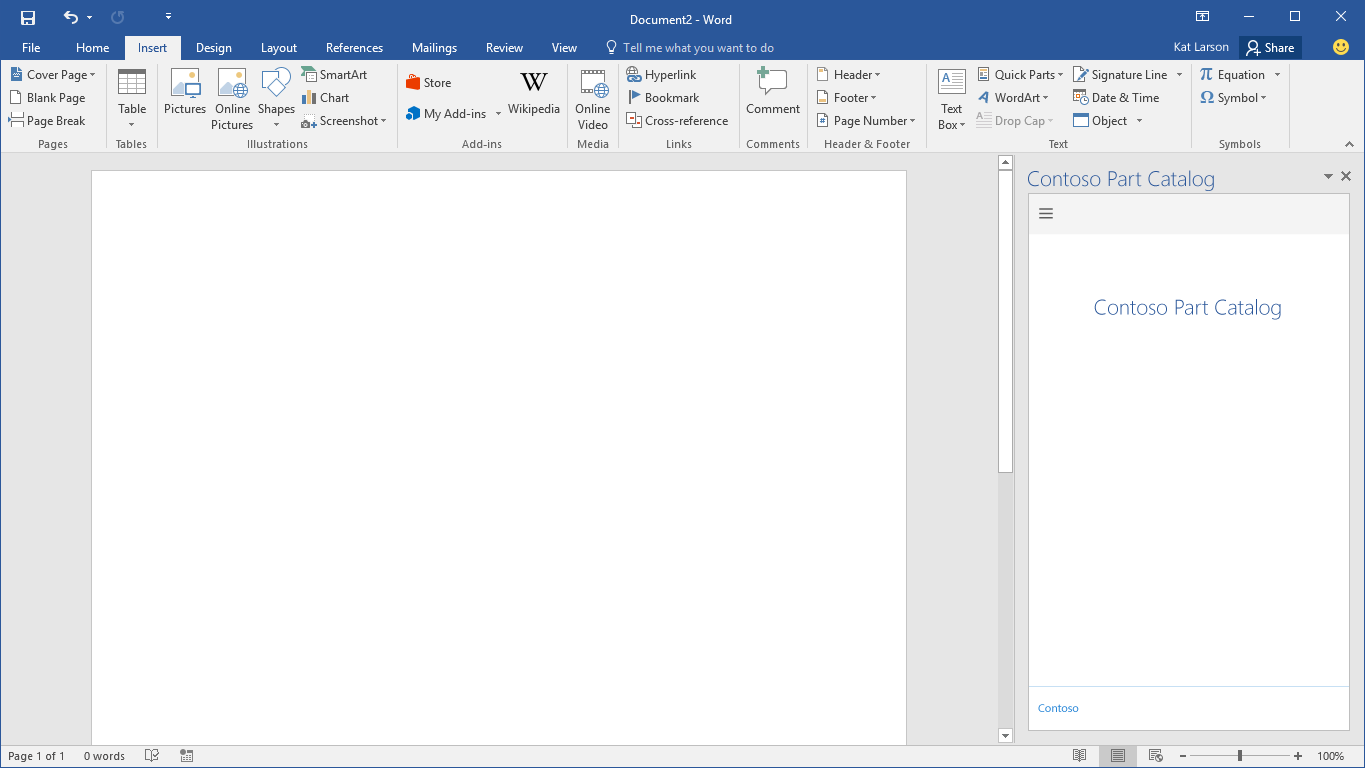 Document2 - Word
File Home Insert Design Layout References Mailings Review View Tell me what you want to do Kat Larson Share
Cover Page
Blank Page
Page Break
Pages
Table
Tables
Pictures
Online
Pictures
Shapes
SmartArt
Chart
Screenshot
Illustrations
Store
My Add-ins
W
Wikipedia
Add-ins
Online
Video
Media
Hyperlink
Bookmark
Cross-reference
Links
Comment
Comments
Header
Footer
Page Number
Header & Footer
Text
Box
Quick Parts
WordArt
Drop Cap
Signature Line
Date & Time
Object
Text
π Equation
Ω Symbol
Symbols
Contoso Part Catalog
Contoso Part Catalog
Contoso
Page 1 of 1 0 words 100%